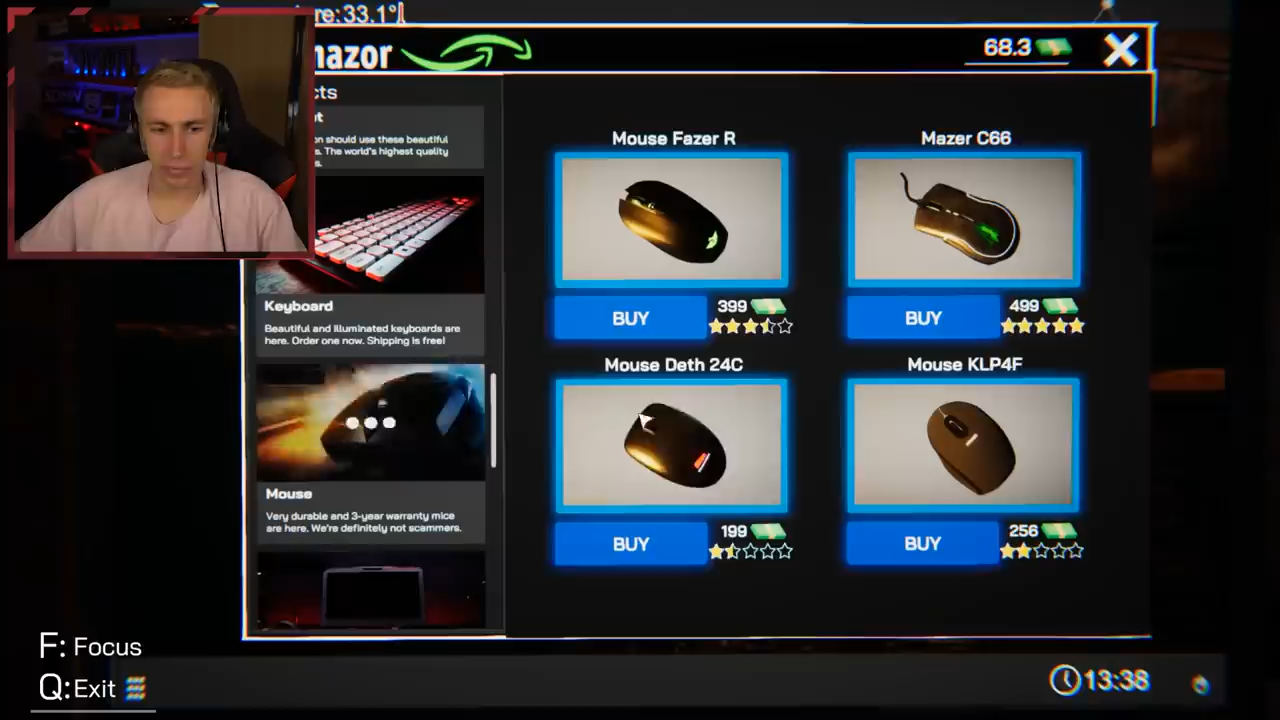 re:33.1°
mazor
68.3
X
cts
t
n should use these beautiful
s. The world's highest quality
s.
Keyboard
Beautiful and illuminated keyboards are
here. Order one now. Shipping is free!
Mouse
Very durable and 3-year warranty mice
are here. We're definitely not scammers.
Mouse Fazer R
BUY
399
Mazer C66
BUY
499
Mouse Deth 24C
BUY
199
Mouse KLP4F
BUY
256
F: Focus
Q:Exit
13:38